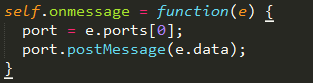 self.onmessage = function(e) {
  port = e.ports[0];
  port.postMessage(e.data);
}